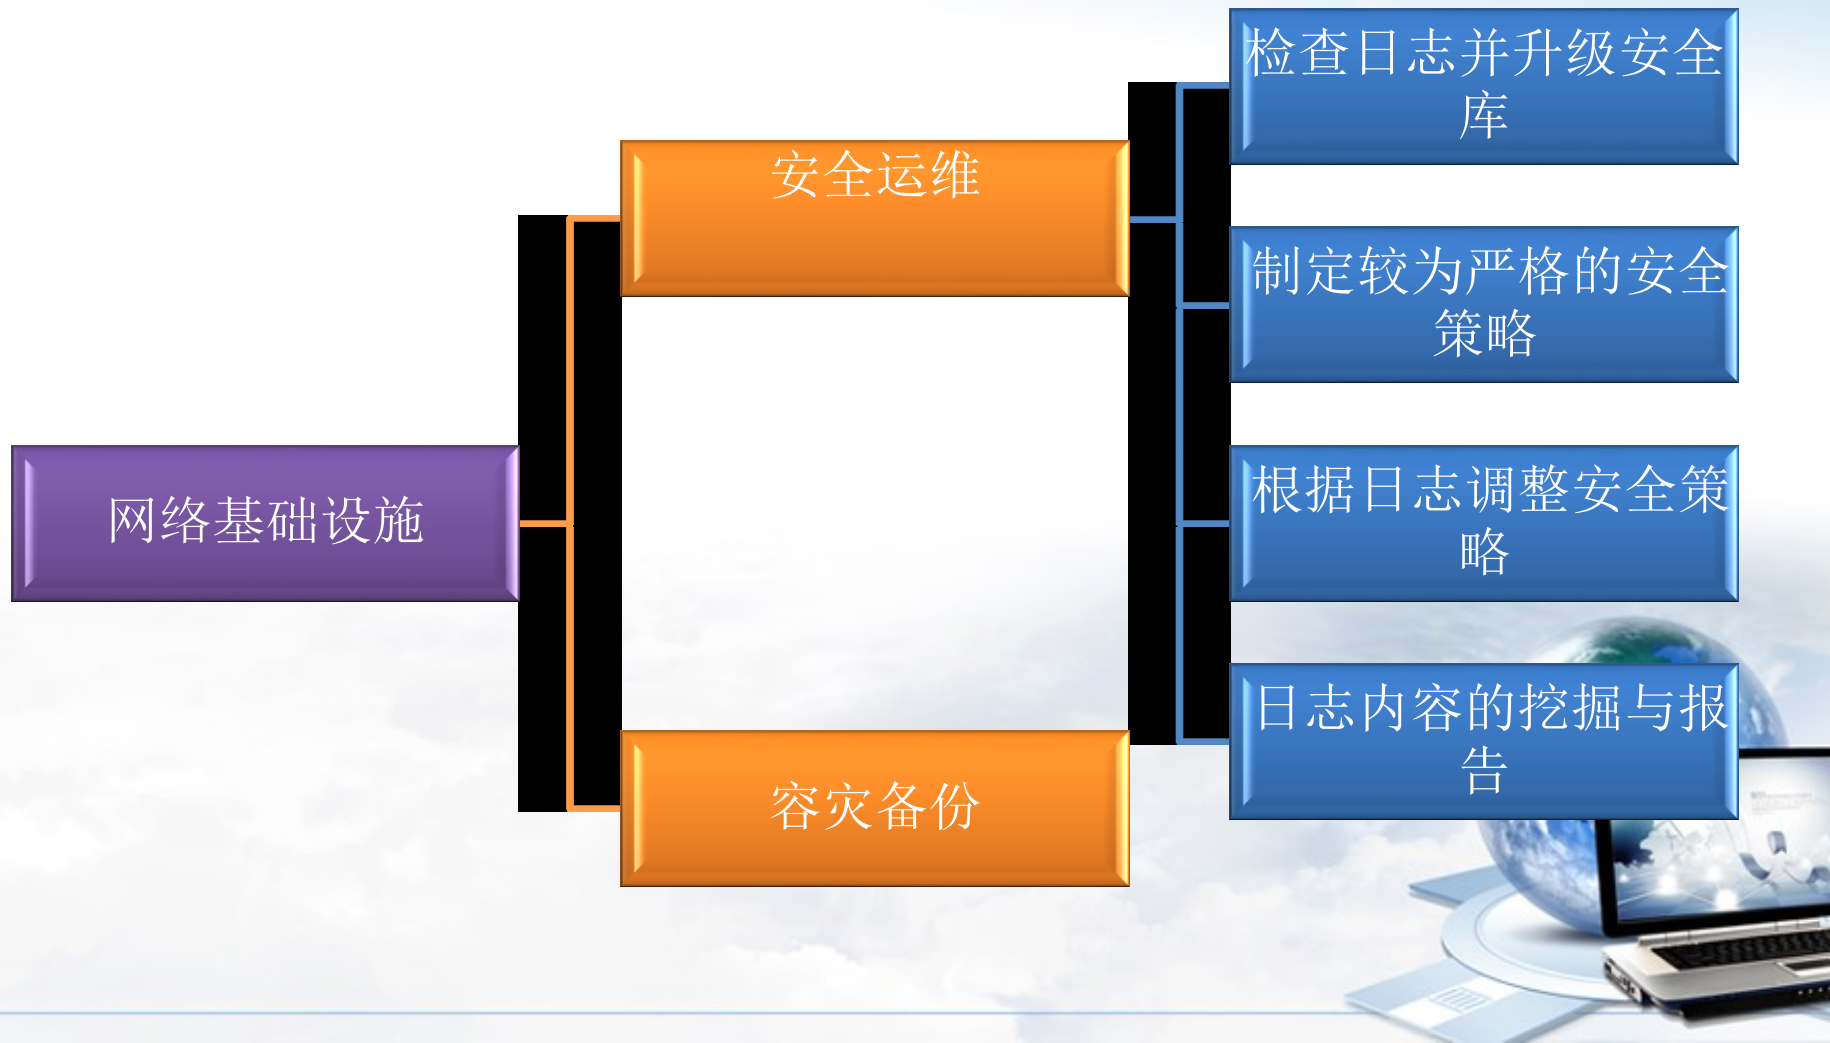 网络基础设施
安全运维
容灾备份
检查日志并升级安全
库
制定较为严格的安全
策略
根据日志调整安全策
略
日志内容的挖掘与报
告